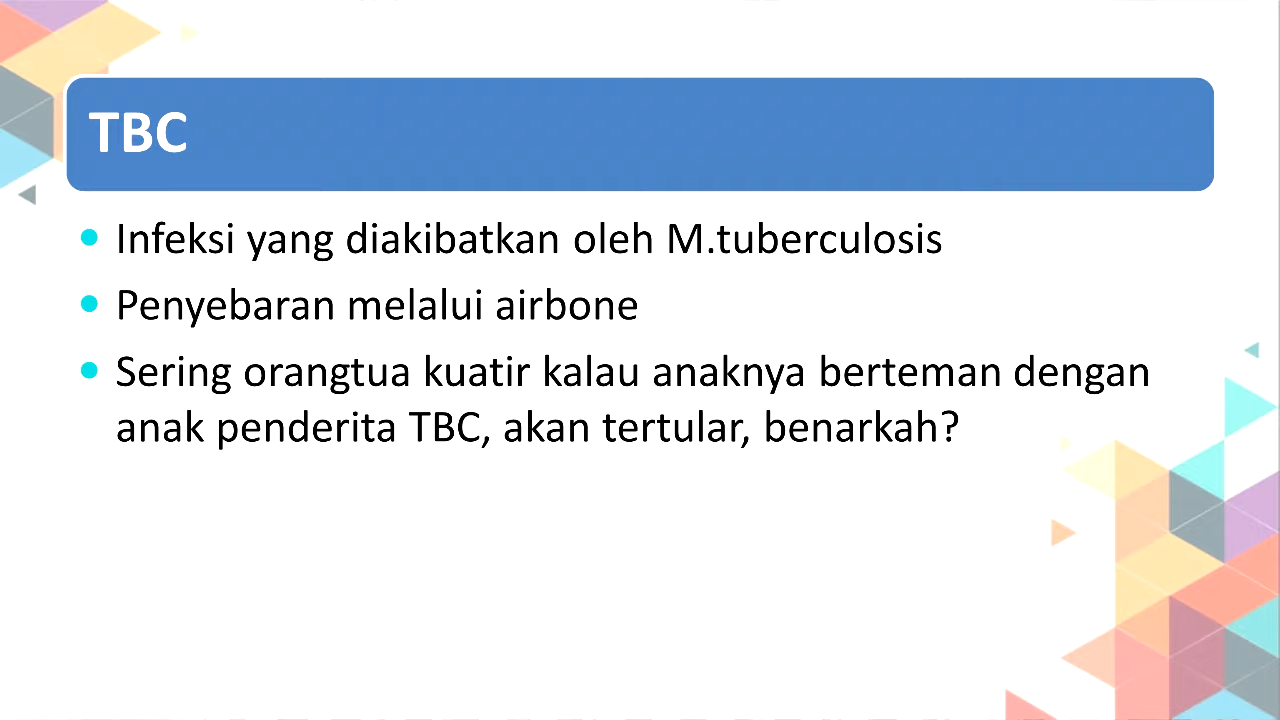 TBC
• Infeksi yang diakibatkan oleh M.tuberculosis
• Penyebaran melalui airbone
• Sering orangtua kuatir kalau anaknya berteman dengan
anak penderita TBC, akan tertular, benarkah?